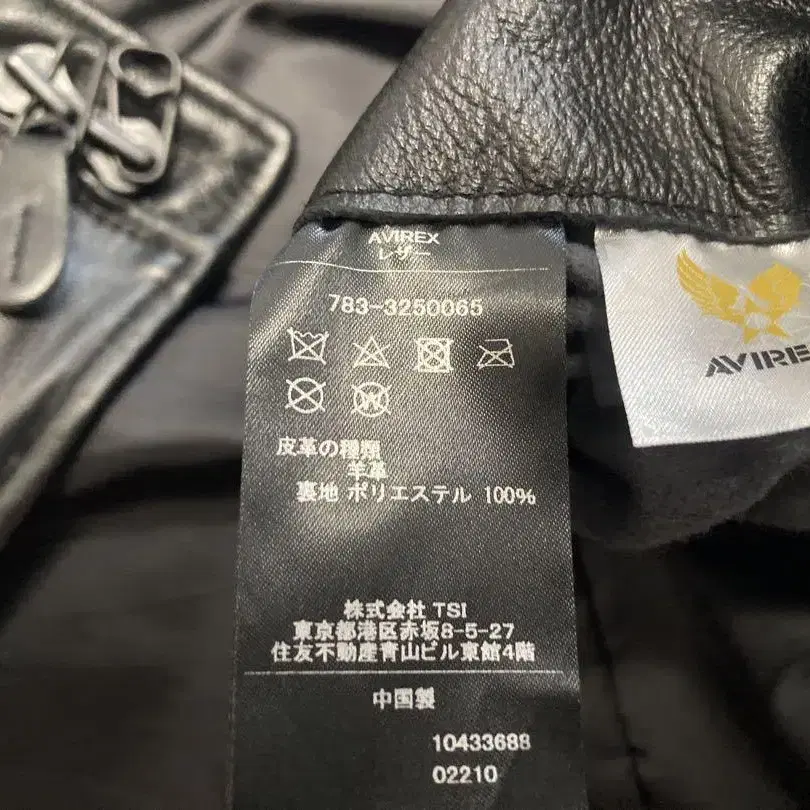 AVIREX
レザー
783-3250065
W
皮革の種類
羊革
裏地 ポリエステル 100%
株式会社 TSI
東京都港区赤坂8-5-27
住友不動産青山ビル東館4階
中国製
10433688
02210
AVIRE